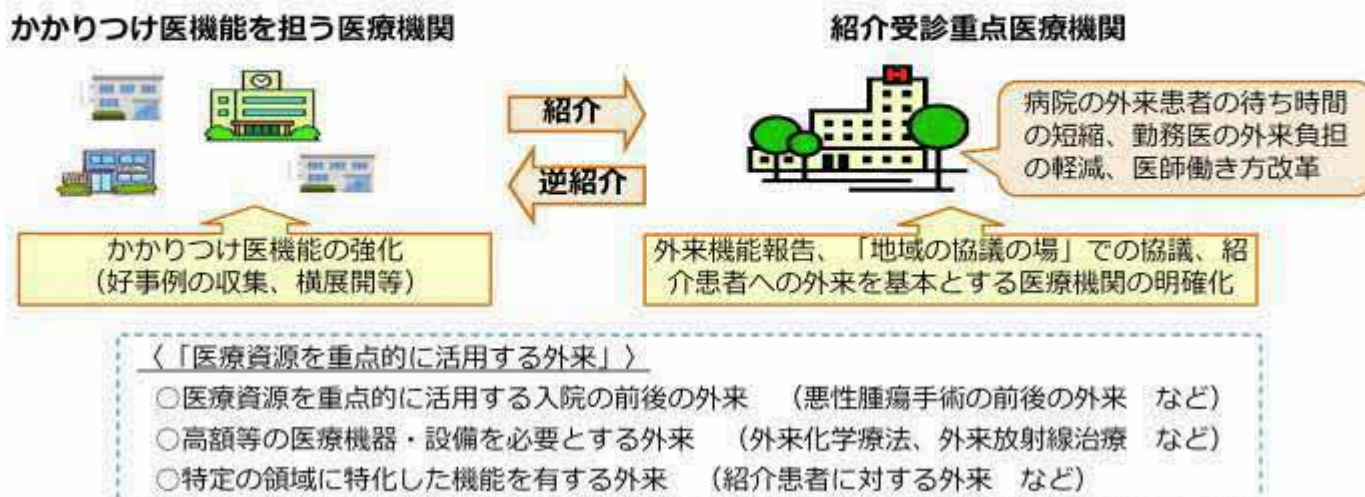 かかりつけ医機能を担う医療機関
紹介受診重点医療機関
紹介
逆紹介
病院の外来患者の待ち時間
の短縮、勤務医の外来負担
の軽減、医師働き方改革
かかりつけ医機能の強化
（好事例の収集、横展開等）
外来機能報告、「地域の協議の場」での協議、紹
介患者への外来を基本とする医療機関の明確化
〈「医療資源を重点的に活用する外来」〉
○医療資源を重点的に活用する入院の前後の外来　（悪性腫瘍手術の前後の外来　など）
○高額等の医療機器・設備を必要とする外来　（外来化学療法、外来放射線治療　など）
○特定の領域に特化した機能を有する外来　（紹介患者に対する外来　など）